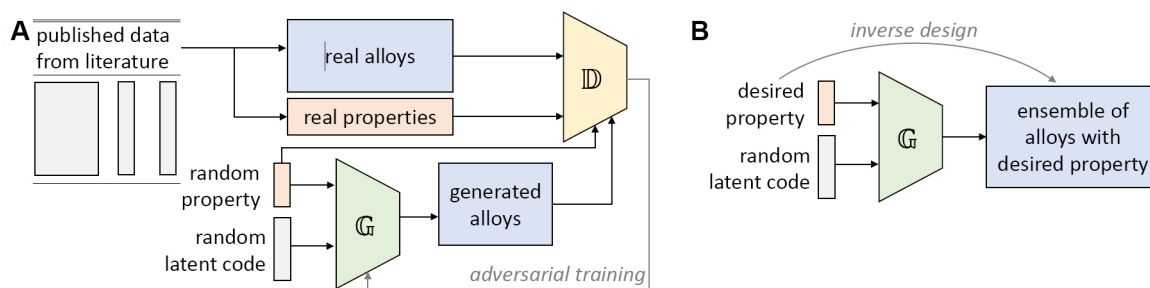 A
published data
from literature
real alloys
real properties
𝔻
random
property
random
latent code
𝔾
generated
alloys
adversarial training
B
inverse design
desired
property
random
latent code
𝔾
ensemble of
alloys with
desired property